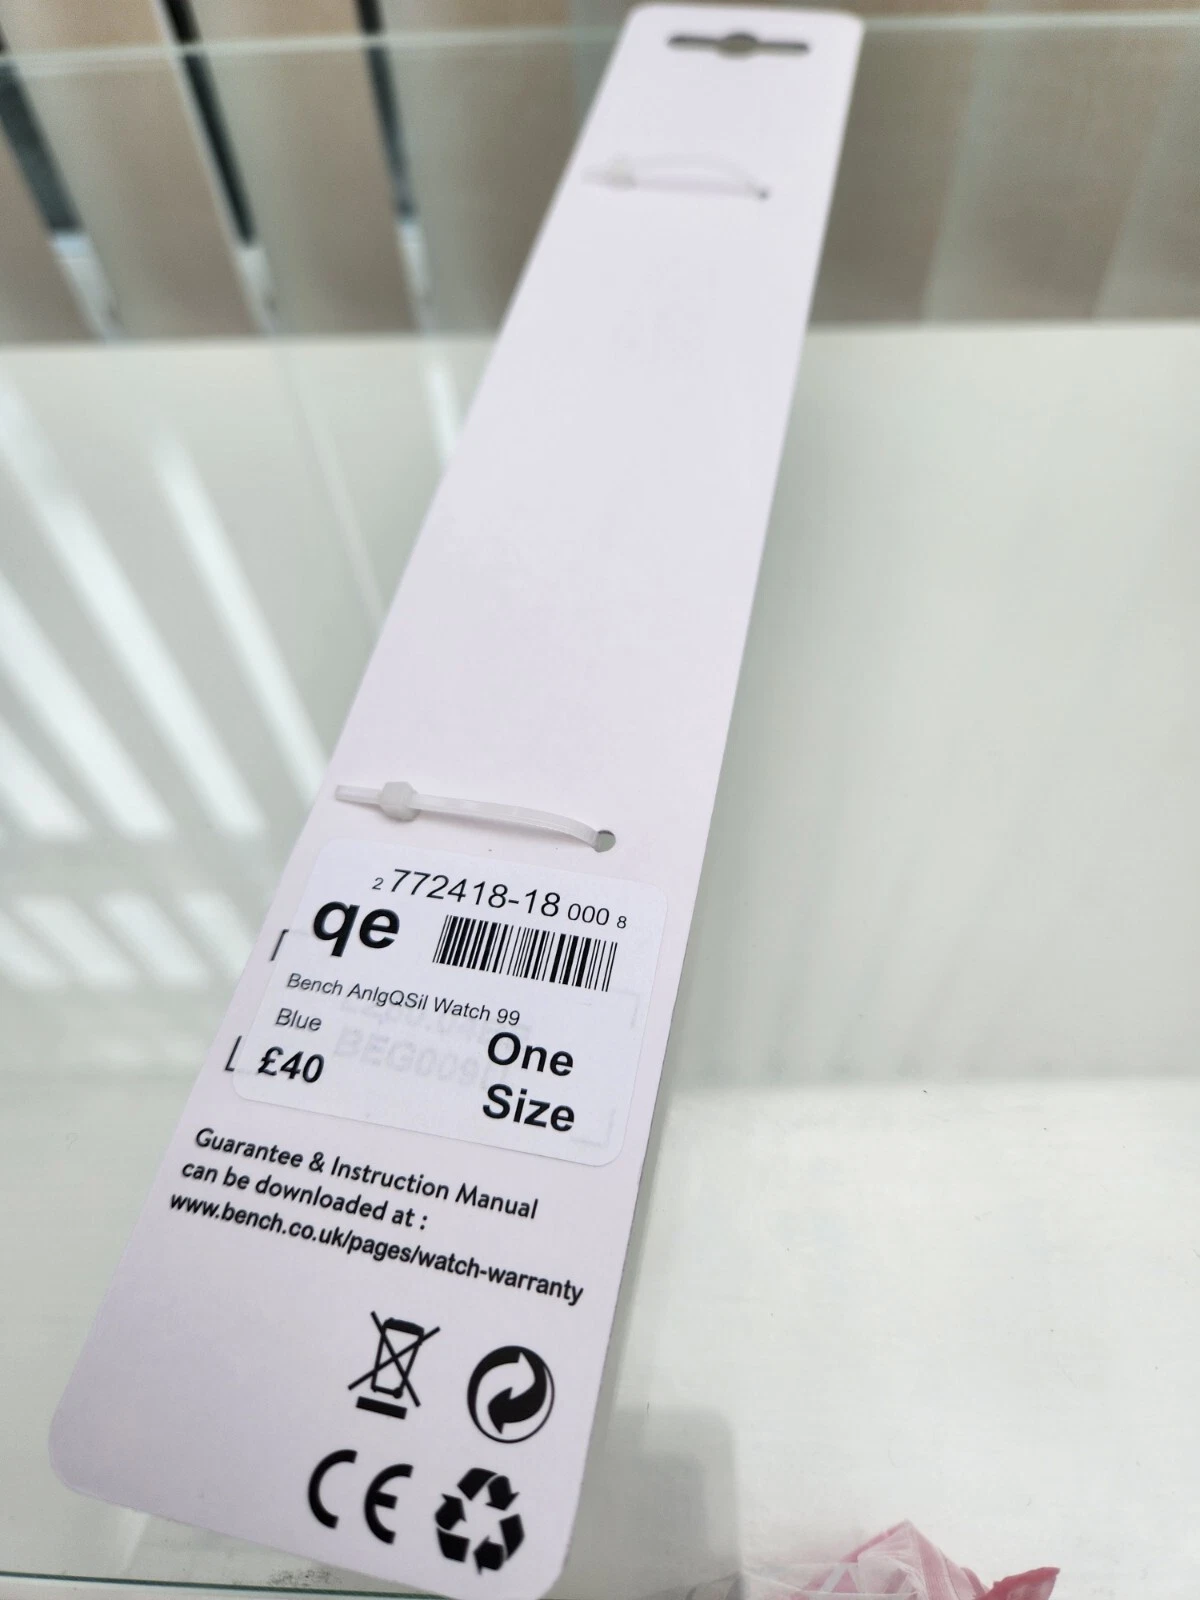 2 772418-18 000 8
qe
Bench AnlgQSil Watch 99
Blue
One
£40
Size
Guarantee & Instruction Manual
can be downloaded at :
www.bench.co.uk/pages/watch-warranty
CE